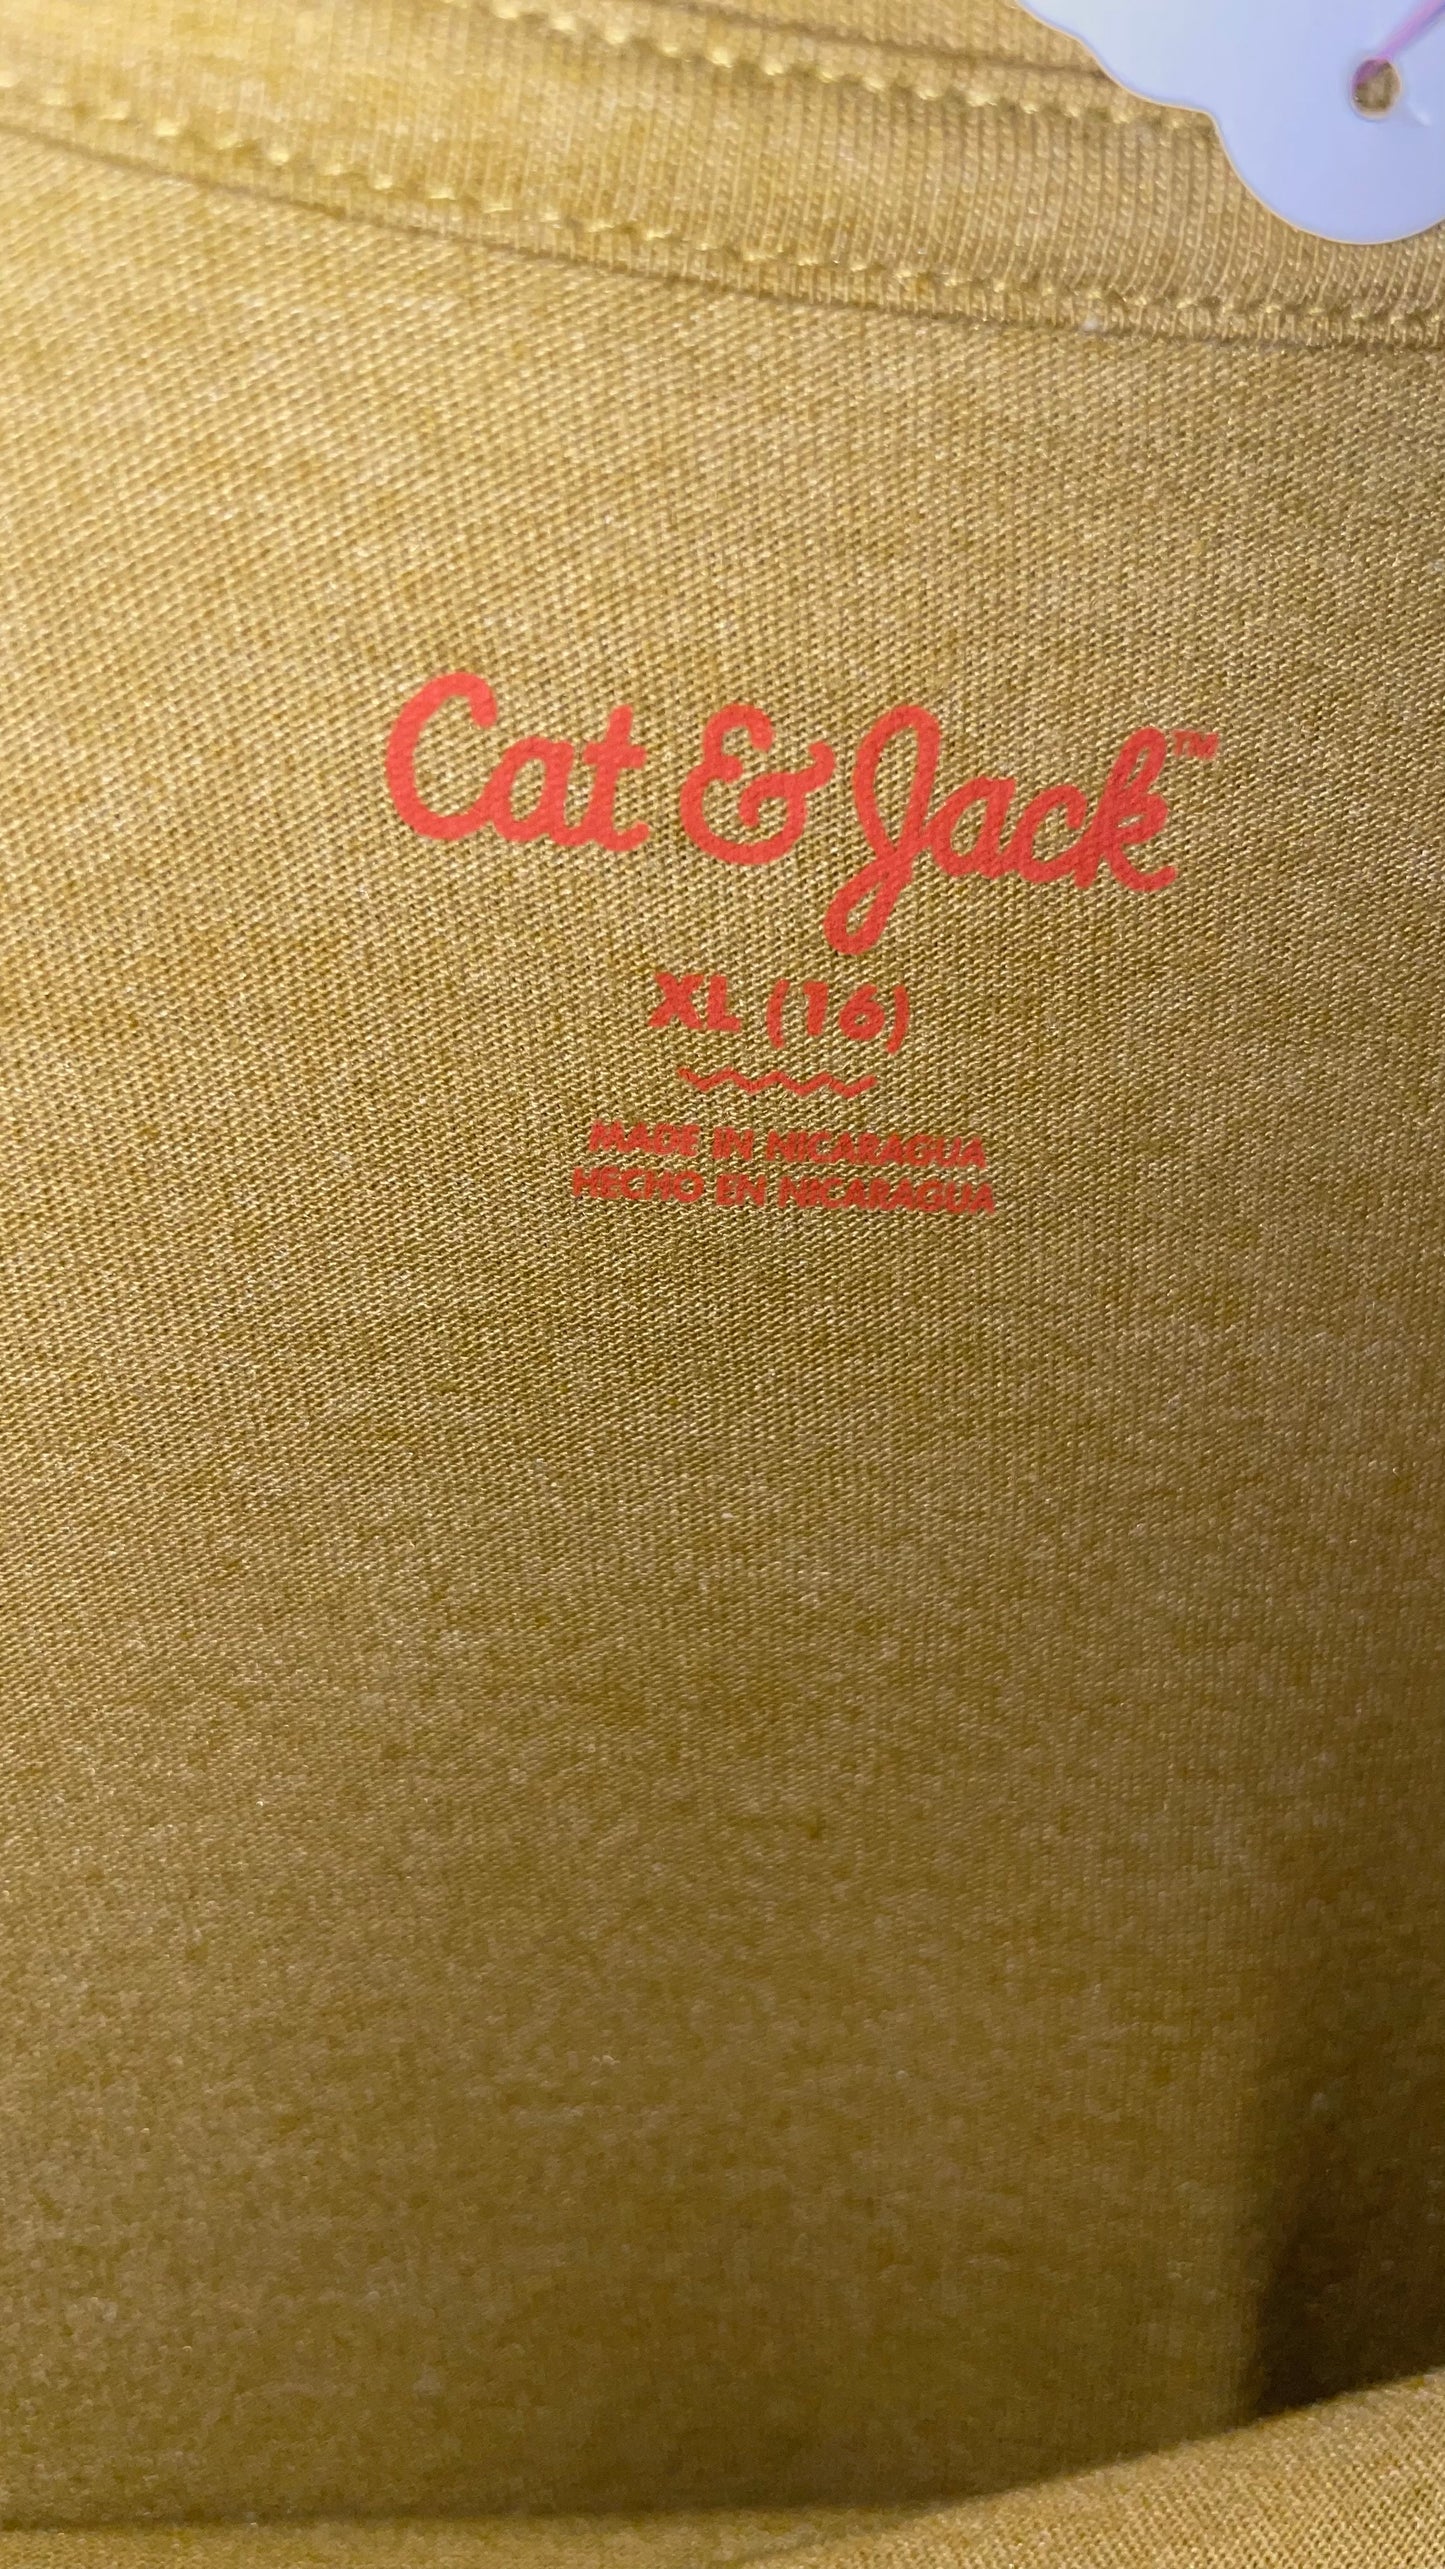 Cat & Jack™
XL (16)
MADE IN NICARAGUA
HECHO EN NICARAGUA